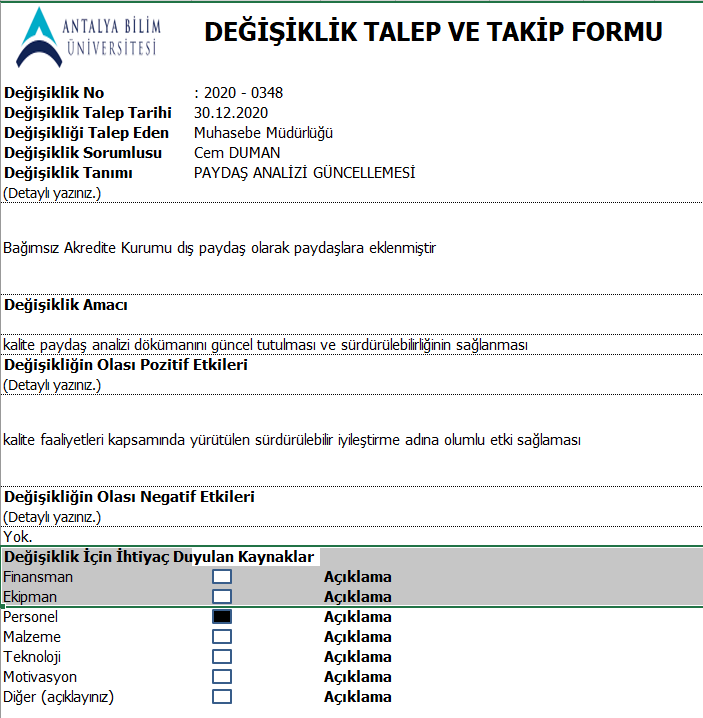 ANTALYA BİLİM
ÜNİVERSİTESİ
DEĞİŞİKLİK TALEP VE TAKİP FORMU
Değişiklik No : 2020 - 0348
Değişiklik Talep Tarihi 30.12.2020
Değişikliği Talep Eden Muhasebe Müdürlüğü
Değişiklik Sorumlusu Cem DUMAN
Değişiklik Tanımı PAYDAŞ ANALİZİ GÜNCELLEMESİ
(Detaylı yazınız.)
Bağımsız Akredite Kurumu dış paydaş olarak paydaşlara eklenmiştir
Değişiklik Amacı
kalite paydaş analizi dökümanını güncel tutulması ve sürdürülebilirliğinin sağlanması
Değişikliğin Olası Pozitif Etkileri
(Detaylı yazınız.)
kalite faaliyetleri kapsamında yürütülen sürdürülebilir iyileştirme adına olumlu etki sağlaması
Değişikliğin Olası Negatif Etkileri
(Detaylı yazınız.)
Yok.
Değişiklik İçin İhtiyaç Duyulan Kaynaklar
Finansman Açıklama
Ekipman Açıklama
Personel Açıklama
Malzeme Açıklama
Teknoloji Açıklama
Motivasyon Açıklama
Diğer (açıklayınız) Açıklama